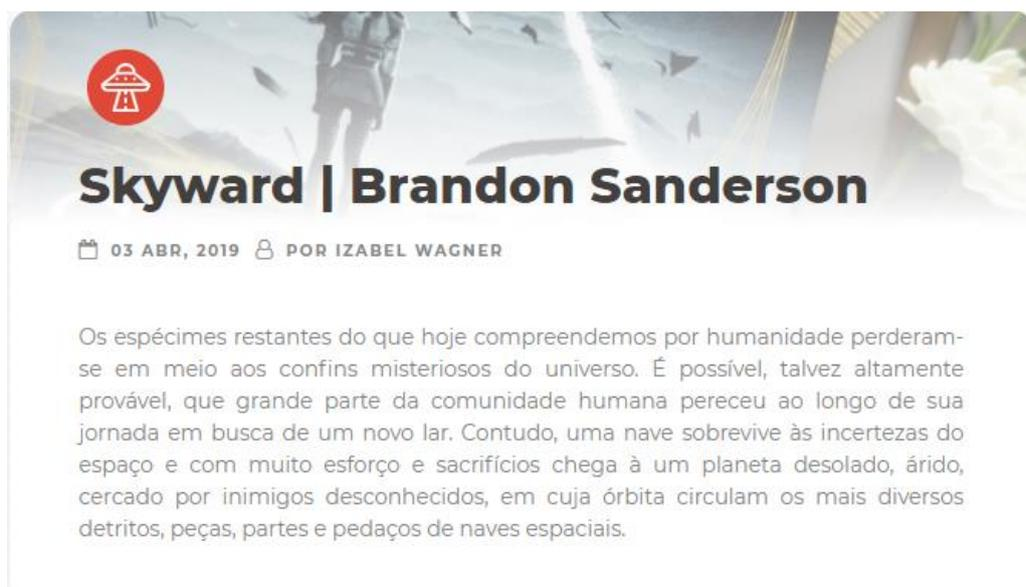 Skyward | Brandon Sanderson
03 ABR, 2019 POR IZABEL WAGNER
Os espécimes restantes do que hoje compreendemos por humanidade perderam-
se em meio aos confins misteriosos do universo. É possível, talvez altamente
provável, que grande parte da comunidade humana pereceu ao longo de sua
jornada em busca de um novo lar. Contudo, uma nave sobrevive às incertezas do
espaço e com muito esforço e sacrifícios chega à um planeta desolado, árido,
cercado por inimigos desconhecidos, em cuja órbita circulam os mais diversos
detritos, peças, partes e pedaços de naves espaciais.